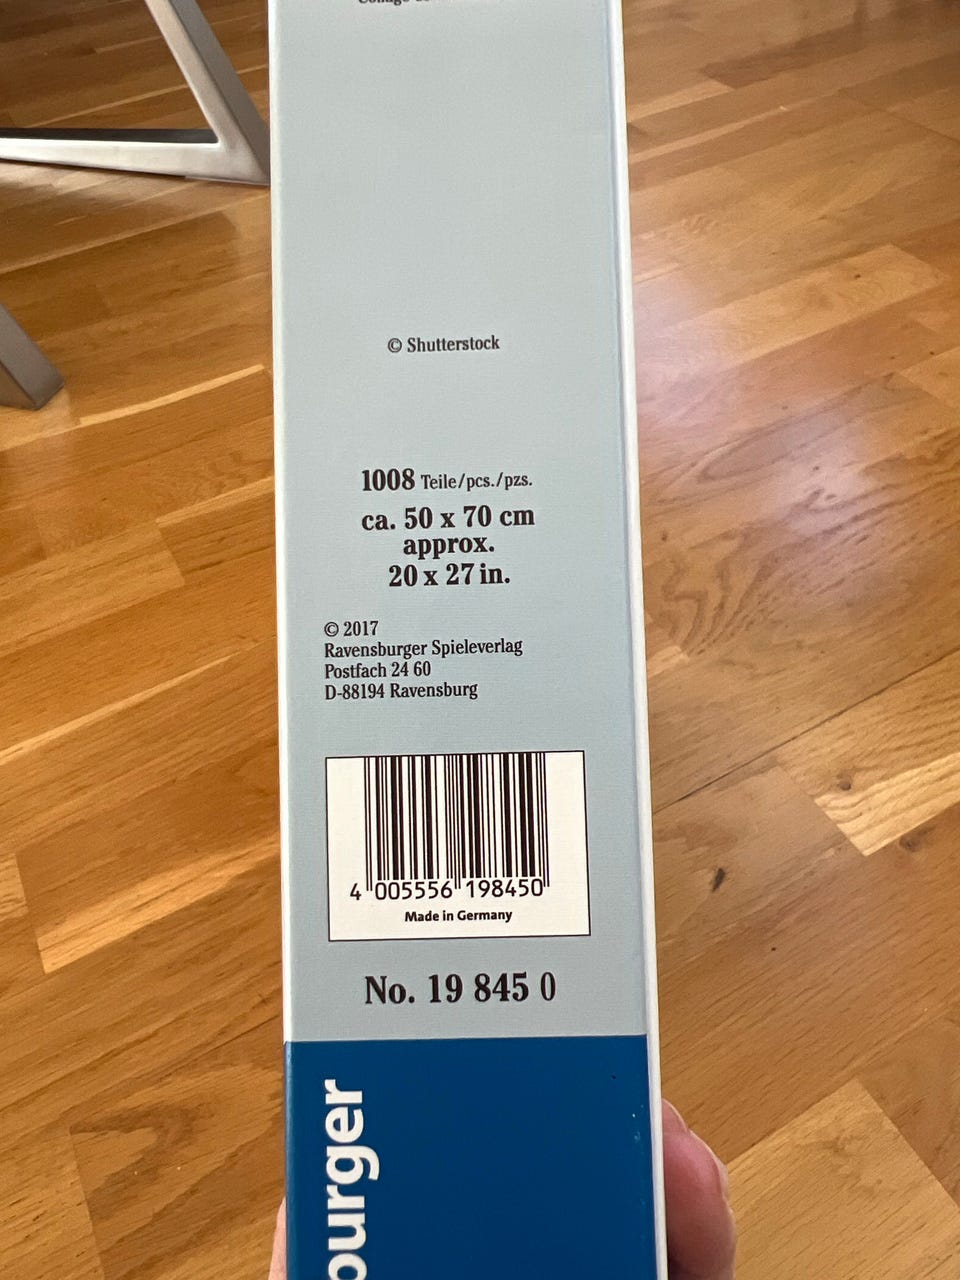 © Shutterstock
1008 Teile/pcs./pzs.
ca. 50 x 70 cm
approx.
20 x 27 in.
© 2017
Ravensburger Spieleverlag
Postfach 24 60
D-88194 Ravensburg
4 005556 198450
Made in Germany
No. 19 845 0
burger